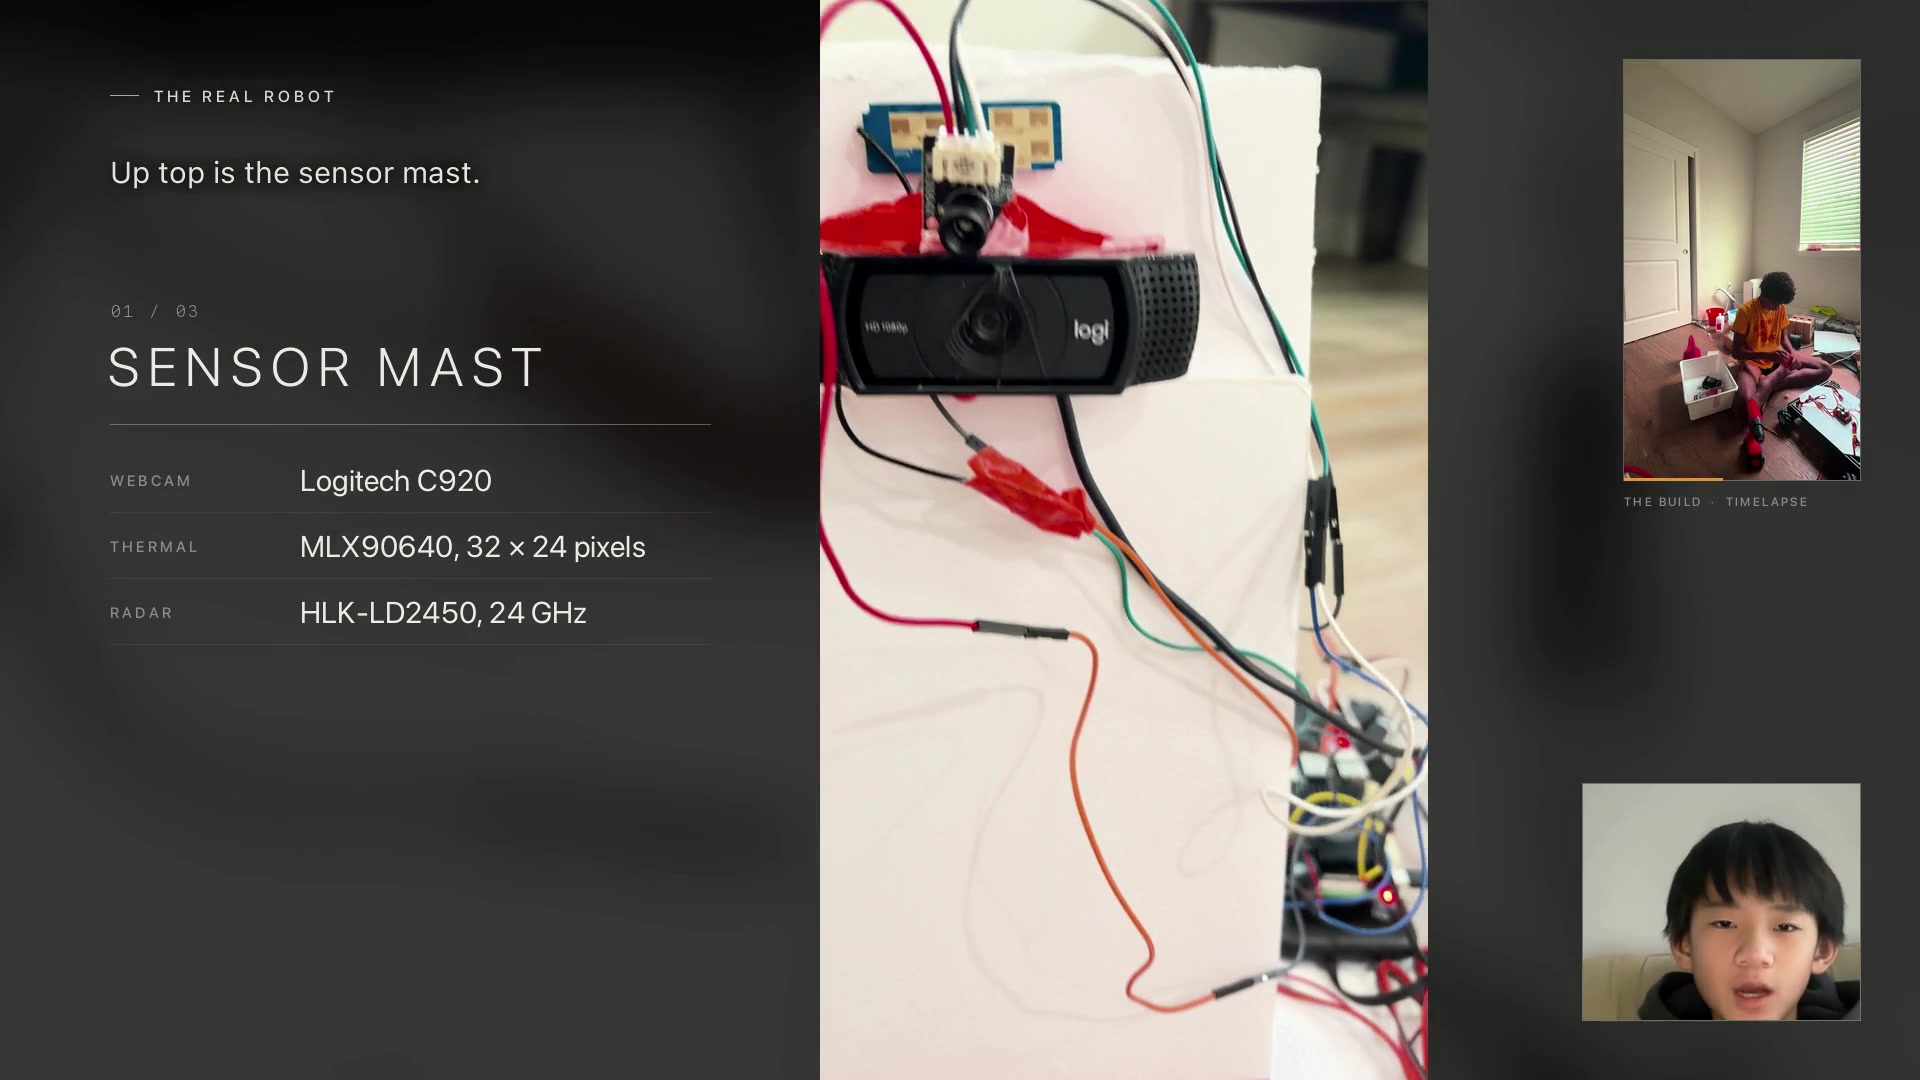 THE REAL ROBOT
Up top is the sensor mast.
01 / 03
SENSOR MAST
WEBCAM Logitech C920
THERMAL MLX90640, 32 × 24 pixels
RADAR HLK-LD2450, 24 GHz
HD 1080p
logi
THE BUILD · TIMELAPSE